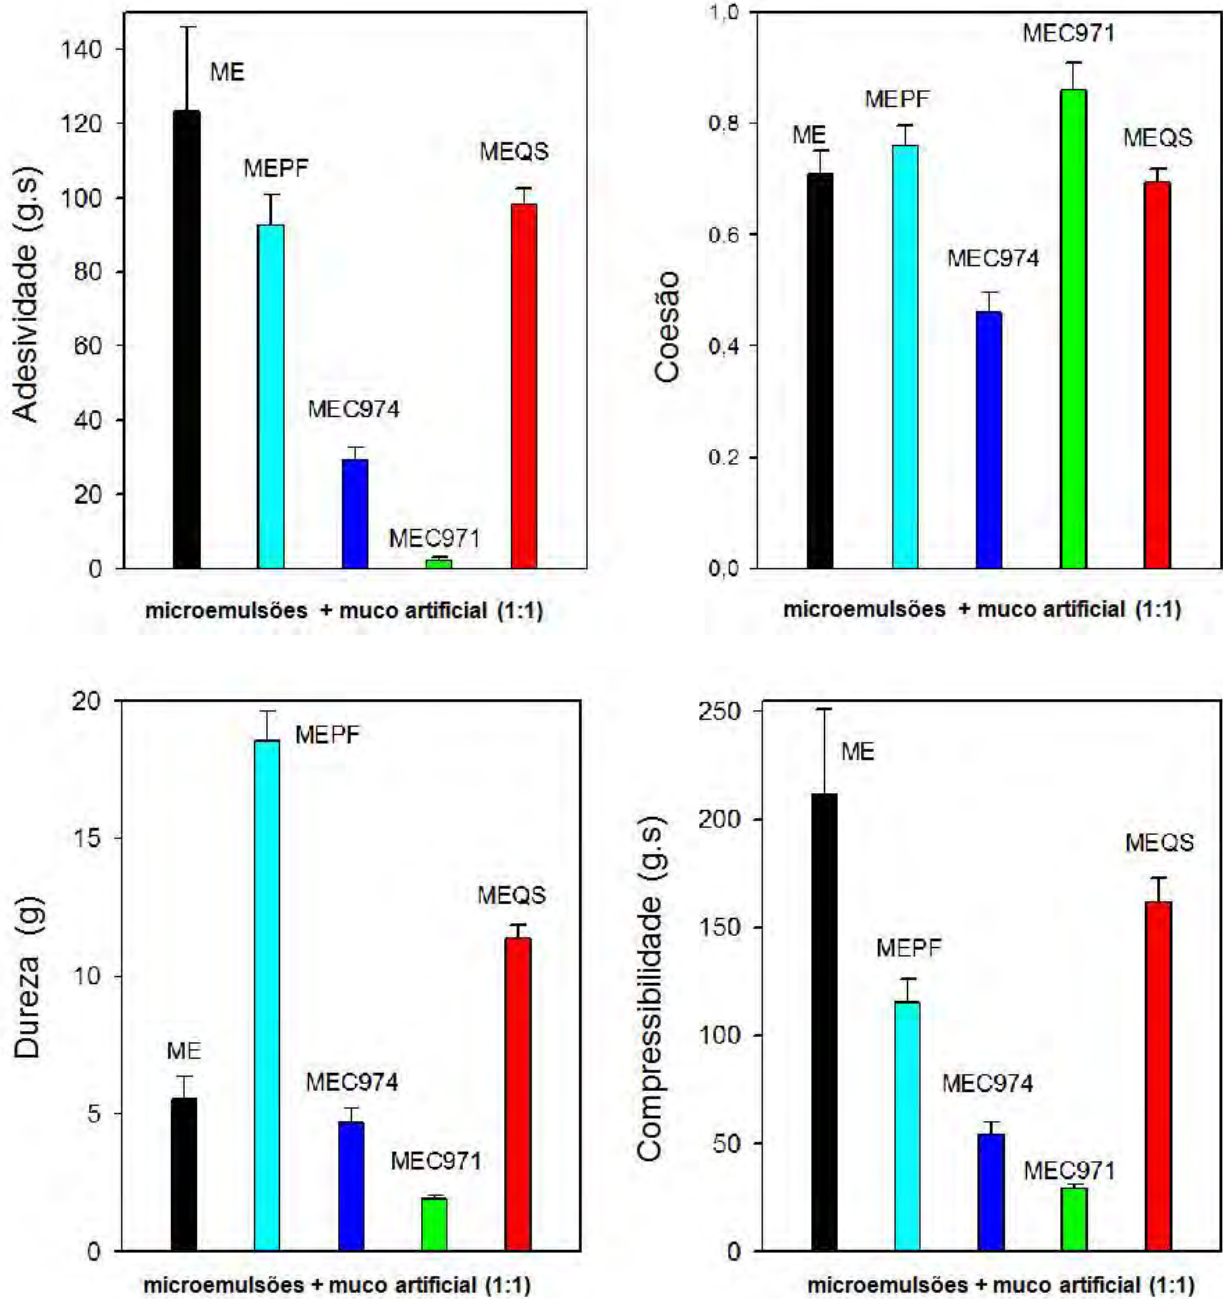 Adesividade (g.s)
140
120
100
80
60
40
20
0
ME
MEPF
MEC974
MEC971
MEQS
microemulsões + muco artificial (1:1)
Coesão
1,0
0,8
0,6
0,4
0,2
0,0
ME
MEPF
MEC974
MEC971
MEQS
microemulsões + muco artificial (1:1)
Dureza (g)
20
15
10
5
0
ME
MEPF
MEC974
MEC971
MEQS
microemulsões + muco artificial (1:1)
Compressibilidade (g.s)
250
200
150
100
50
0
ME
MEPF
MEC974
MEC971
MEQS
microemulsões + muco artificial (1:1)